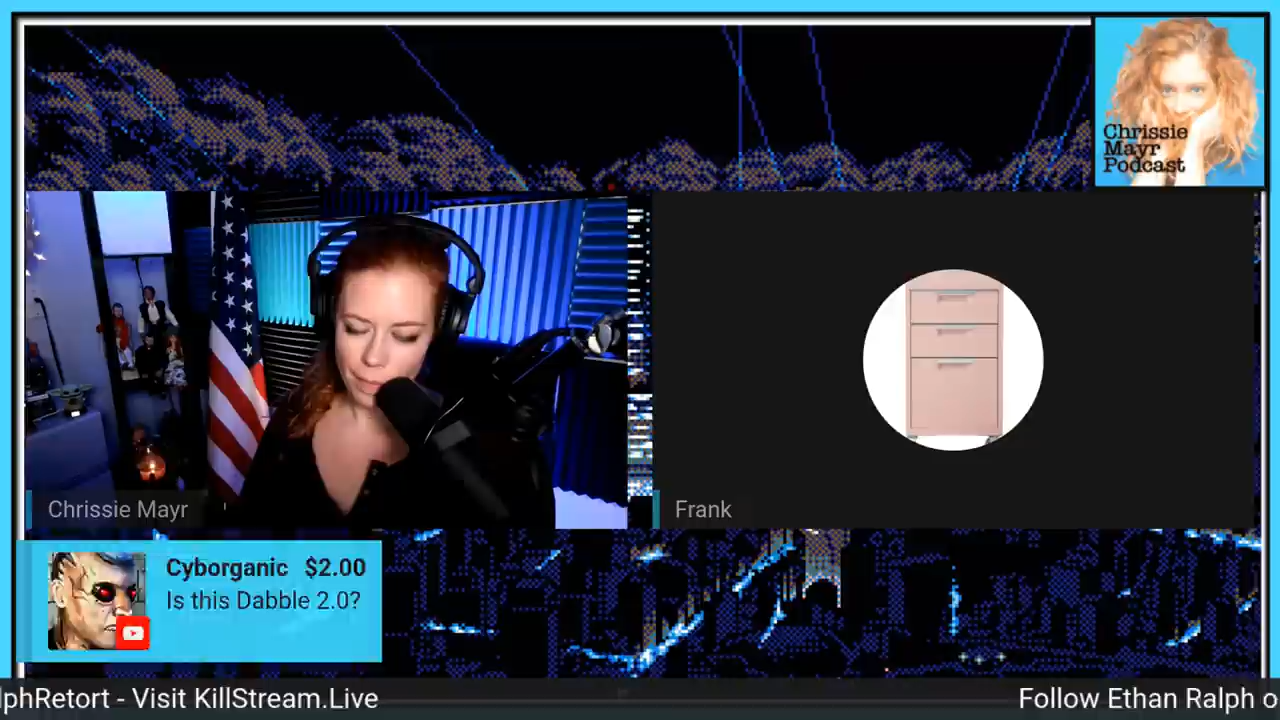 Chrissie
Mayr
Podcast
Chrissie Mayr
Frank
Cyborganic $2.00
Is this Dabble 2.0?
lphRetort - Visit KillStream.Live
Follow Ethan Ralph o